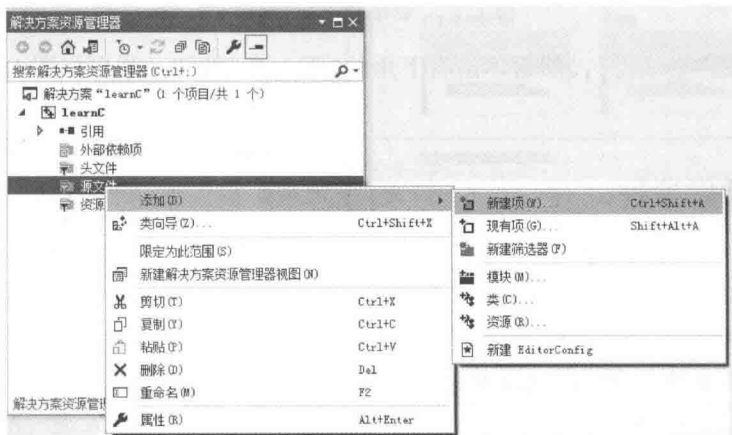 解决方案资源管理器
搜索解决方案资源管理器(Ctrl+;)
解决方案“learnC”(1 个项目/共 1 个)
learnC
引用
外部依赖项
头文件
源文件
资源
添加(D)
类向导(Z)... Ctrl+Shift+X
限定为此范围(S)
新建解决方案资源管理器视图(N)
剪切(T) Ctrl+X
复制(Y) Ctrl+C
粘贴(P) Ctrl+V
删除(D) Del
重命名(M) F2
属性(R) Alt+Enter
新建项(W)... Ctrl+Shift+A
现有项(G)... Shift+Alt+A
新建筛选器(F)
模块(M)...
类(C)...
资源(R)...
新建 EditorConfig
解决方案资源管